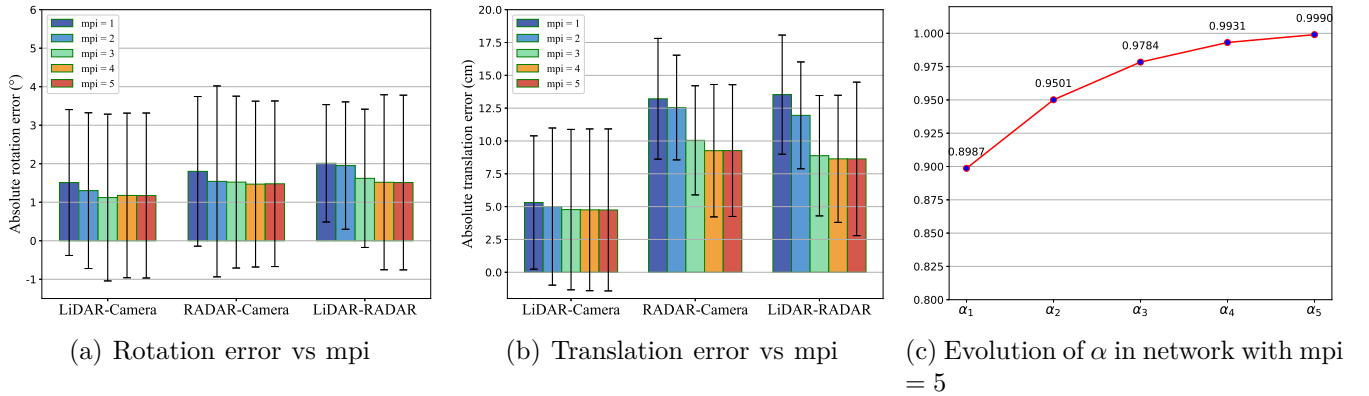 Absolute rotation error (°)
6
5
4
3
2
1
0
-1
mpi = 1
mpi = 2
mpi = 3
mpi = 4
mpi = 5
LiDAR-Camera
RADAR-Camera
LiDAR-RADAR
(a) Rotation error vs mpi
Absolute translation error (cm)
20.0
17.5
15.0
12.5
10.0
7.5
5.0
2.5
0.0
mpi = 1
mpi = 2
mpi = 3
mpi = 4
mpi = 5
LiDAR-Camera
RADAR-Camera
LiDAR-RADAR
(b) Translation error vs mpi
1.000
0.975
0.950
0.925
0.900
0.875
0.850
0.825
0.800
0.8987
0.9501
0.9784
0.9931
0.9990
α₁
α₂
α₃
α₄
α₅
(c) Evolution of α in network with mpi
= 5